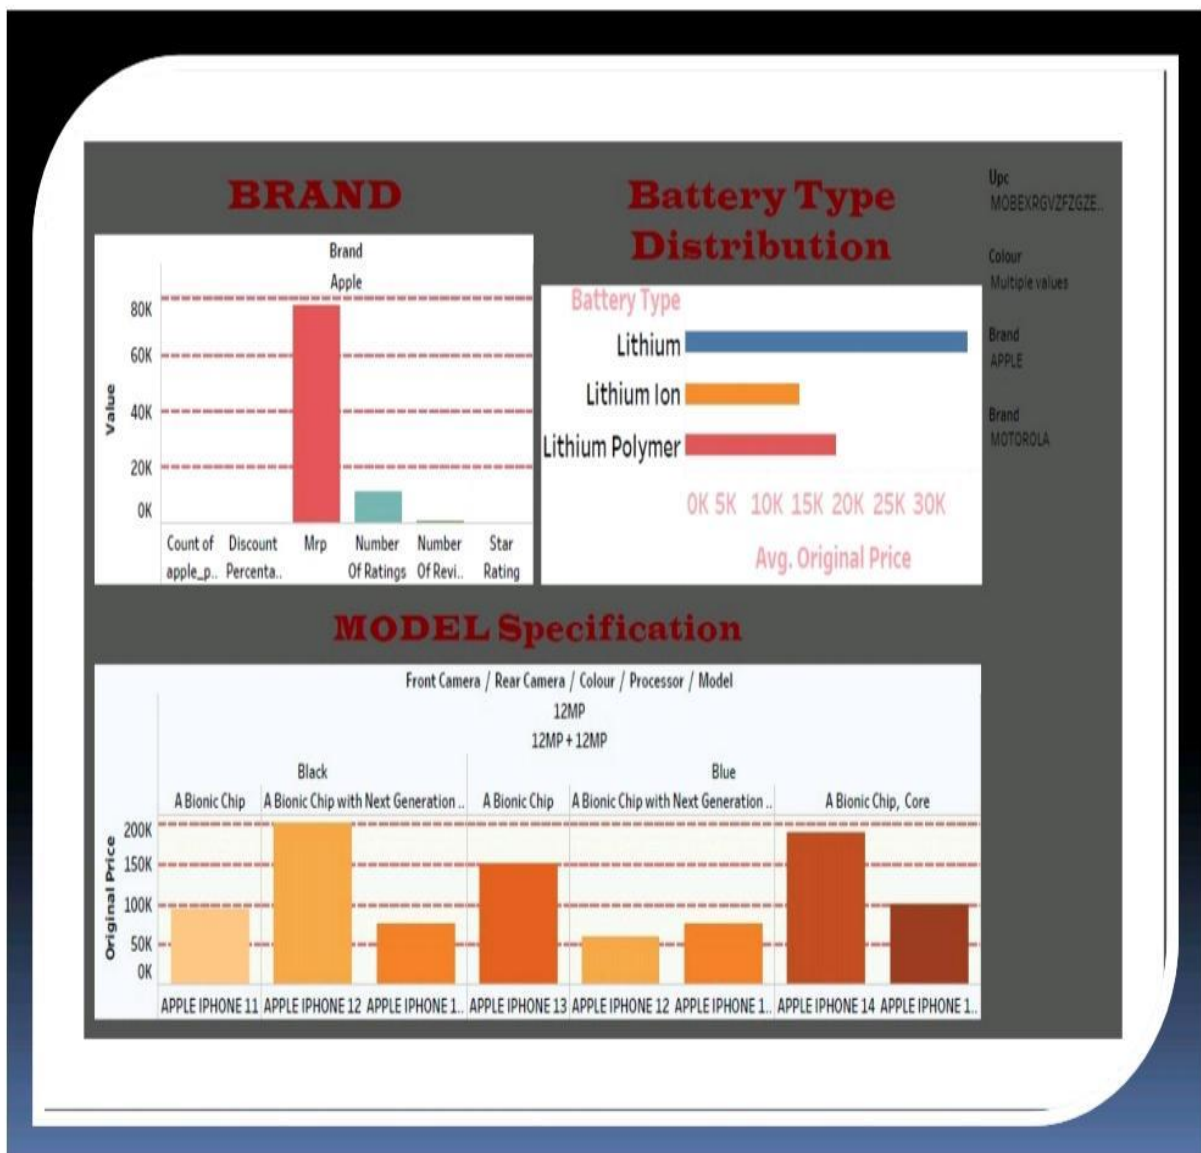 BRAND
Brand
Apple
Value
80K
60K
40K
20K
0K
Count of apple_p..
Discount Percenta..
Mrp
Number Of Ratings
Number Of Revi..
Star Rating
Battery Type
Distribution
Battery Type
Lithium
Lithium Ion
Lithium Polymer
0K 5K 10K 15K 20K 25K 30K
Avg. Original Price
Upc
MOBEXRGVZFZGZE..
Colour
Multiple values
Brand
APPLE
Brand
MOTOROLA
MODEL Specification
Front Camera / Rear Camera / Colour / Processor / Model
12MP
12MP + 12MP
Black Blue
A Bionic Chip A Bionic Chip with Next Generation .. A Bionic Chip A Bionic Chip with Next Generation .. A Bionic Chip, Core
Original Price
200K
150K
100K
50K
0K
APPLE IPHONE 11 APPLE IPHONE 12 APPLE IPHONE 1.. APPLE IPHONE 13 APPLE IPHONE 12 APPLE IPHONE 1.. APPLE IPHONE 14 APPLE IPHONE 1..